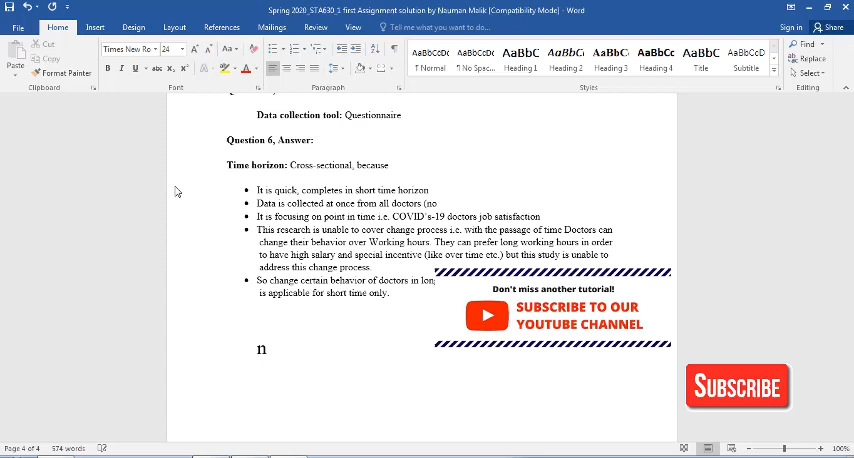 Spring 2020_STA630_1 first Assignment solution by Nauman Malik [Compatibility Mode] - Word
File Home Insert Design Layout References Mailings Review View Tell me what you want to do... Sign in Share
Cut
Copy
Format Painter
Paste
Clipboard
Times New Ro 24
Font
Paragraph
AaBbCcDc AaBbCcDc AaBbC AaBbCc AaBbCc AaBbCc AaBbC AaBbCcD
¶ Normal ¶ No Spac... Heading 1 Heading 2 Heading 3 Heading 4 Title Subtitle
Styles
Find
Replace
Select
Editing
Data collection tool: Questionnaire
Question 6, Answer:
Time horizon: Cross-sectional, because
It is quick, completes in short time horizon
Data is collected at once from all doctors (no
It is focusing on point in time i.e. COVID's-19 doctors job satisfaction
This research is unable to cover change process i.e. with the passage of time Doctors can
change their behavior over Working hours. They can prefer long working hours in order
to have high salary and special incentive (like over time etc.) but this study is unable to
address this change process.
So change certain behavior of doctors in long
is applicable for short time only.
n
Don't miss another tutorial!
SUBSCRIBE TO OUR
YOUTUBE CHANNEL
SUBSCRIBE
Page 4 of 4 574 words 100%